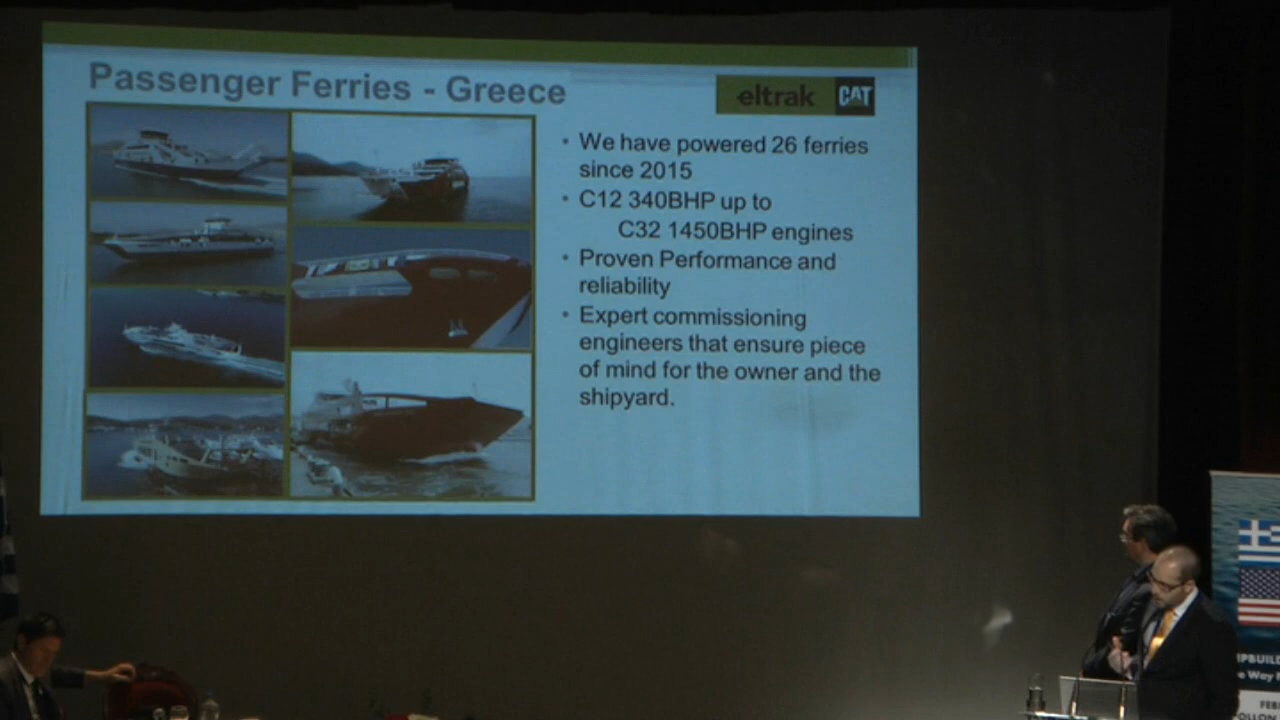 Passenger Ferries - Greece
eltrak CAT
• We have powered 26 ferries
since 2015
• C12 340BHP up to
C32 1450BHP engines
• Proven Performance and
reliability
• Expert commissioning
engineers that ensure piece
of mind for the owner and the
shipyard.